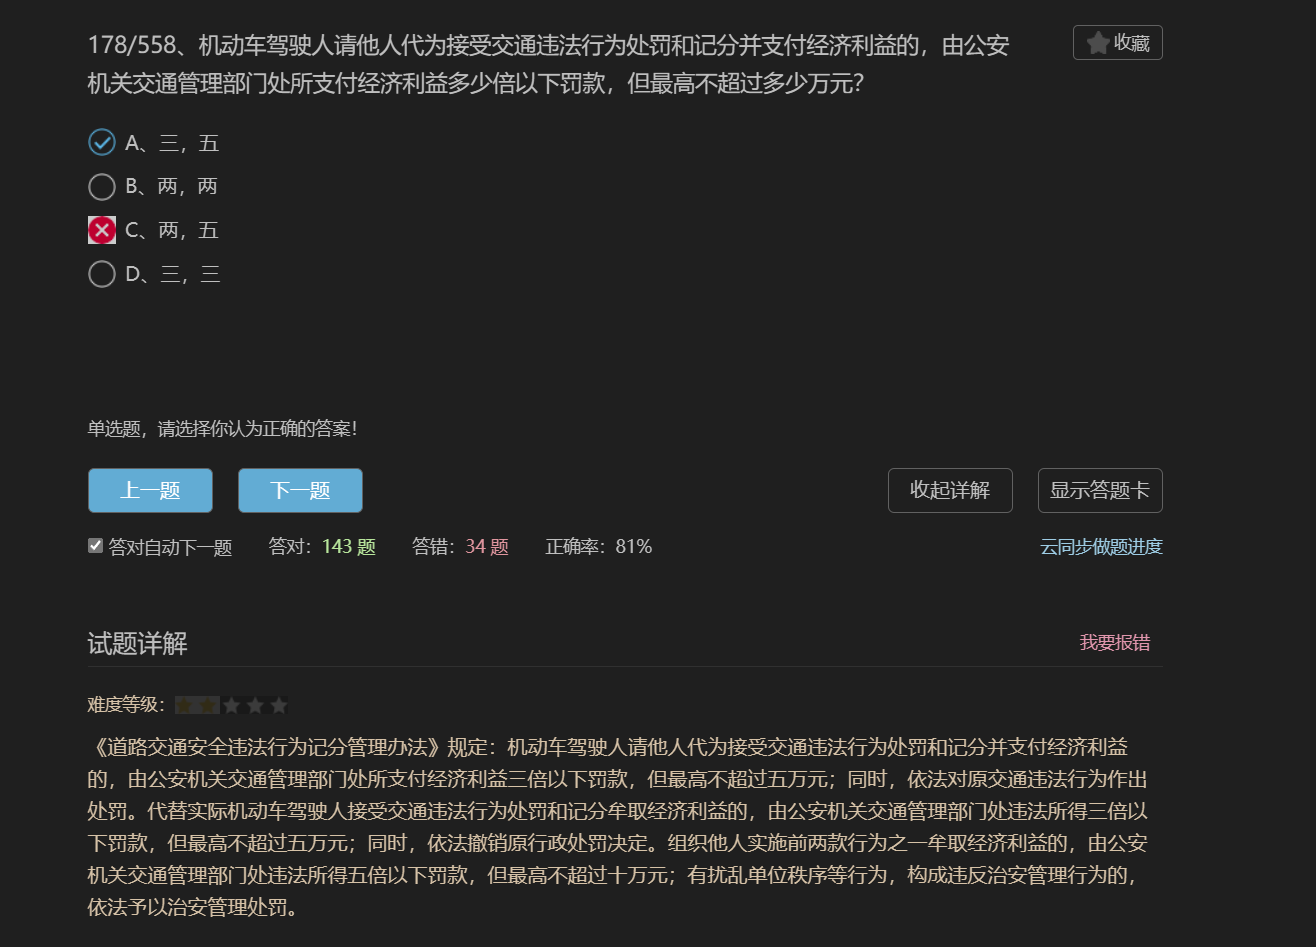 178/558、机动车驾驶人请他人代为接受交通违法行为处罚和记分并支付经济利益的，由公安
收藏
机关交通管理部门处所支付经济利益多少倍以下罚款，但最高不超过多少万元？
A、三，五
B、两，两
C、两，五
D、三，三
单选题，请选择你认为正确的答案！
上一题 下一题 收起详解 显示答题卡
答对自动下一题 答对：143 题 答错：34 题 正确率：81% 云同步做题进度
试题详解 我要报错
难度等级：
《道路交通安全违法行为记分管理办法》规定：机动车驾驶人请他人代为接受交通违法行为处罚和记分并支付经济利益
的，由公安机关交通管理部门处所支付经济利益三倍以下罚款，但最高不超过五万元；同时，依法对原交通违法行为作出
处罚。代替实际机动车驾驶人接受交通违法行为处罚和记分牟取经济利益的，由公安机关交通管理部门处违法所得三倍以
下罚款，但最高不超过五万元；同时，依法撤销原行政处罚决定。组织他人实施前两款行为之一牟取经济利益的，由公安
机关交通管理部门处违法所得五倍以下罚款，但最高不超过十万元；有扰乱单位秩序等行为，构成违反治安管理行为的，
依法予以治安管理处罚。